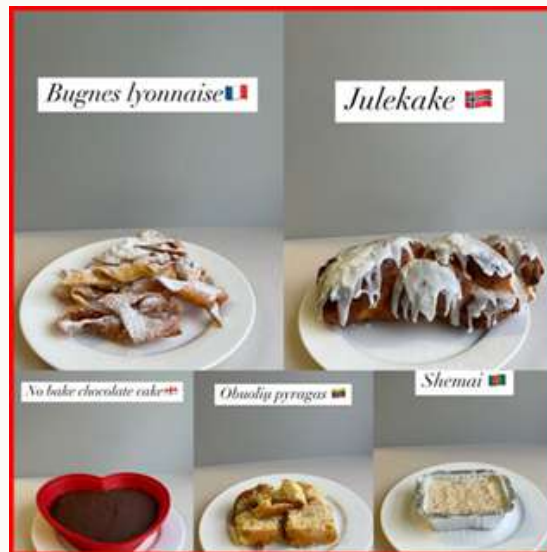 Bugnes lyonnaise🇫🇷
Julekake 🇳🇴
No bake chocolate cake🏴󠁧󠁢󠁥󠁮󠁧󠁿
Obuolių pyragas 🇱🇹
Shemai 🇧🇩